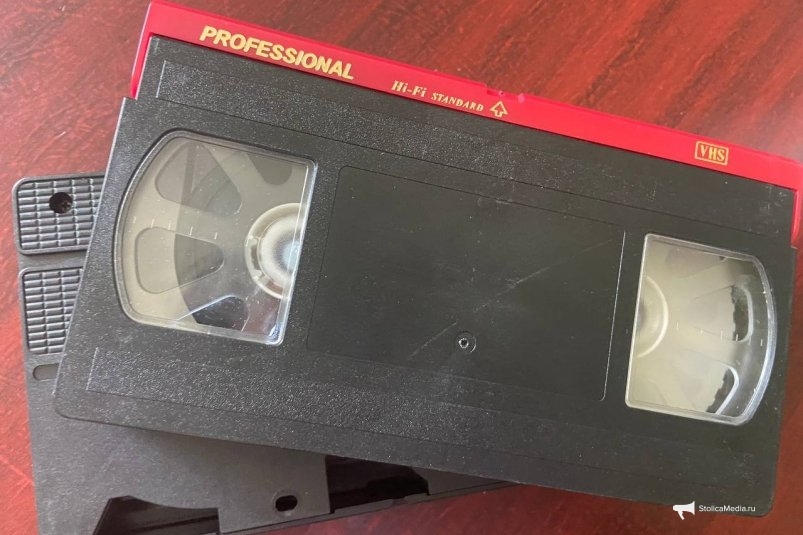 PROFESSIONAL
Hi-Fi STANDARD
VHS
StolicaMedia.ru